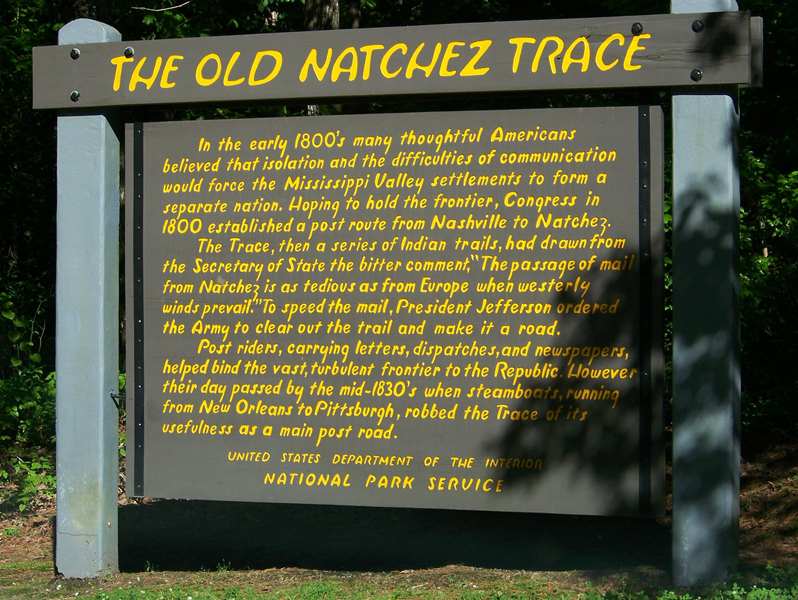 THE OLD NATCHEZ TRACE
In the early 1800's many thoughtful Americans
believed that isolation and the difficulties of communication
would force the Mississippi Valley settlements to form a
separate nation. Hoping to hold the frontier, Congress in
1800 established a post route from Nashville to Natchez.
The Trace, then a series of Indian trails, had drawn from
the Secretary of State the bitter comment, "The passage of mail
from Natchez is as tedious as from Europe when westerly
winds prevail." To speed the mail, President Jefferson ordered
the Army to clear out the trail and make it a road.
Post riders, carrying letters, dispatches, and newspapers,
helped bind the vast, turbulent frontier to the Republic. However
their day passed by the mid-1830's when steamboats, running
from New Orleans to Pittsburgh, robbed the Trace of its
usefulness as a main post road.
UNITED STATES DEPARTMENT OF THE INTERIOR
NATIONAL PARK SERVICE